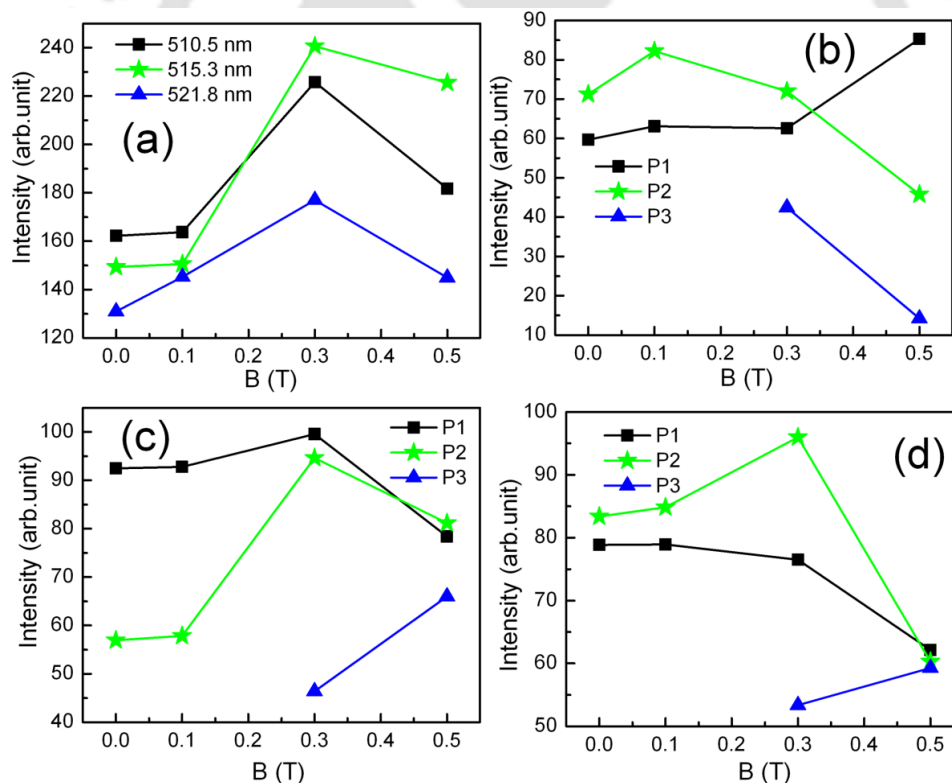 240
220
200
180
160
140
120
Intensity (arb.unit)
510.5 nm
515.3 nm
521.8 nm
(a)
0.0 0.1 0.2 0.3 0.4 0.5
B (T)
90
80
70
60
50
40
30
20
10
Intensity (arb.unit)
(b)
P1
P2
P3
0.0 0.1 0.2 0.3 0.4 0.5
B (T)
100
90
80
70
60
50
40
Intensity (arb.unit)
(c)
P1
P2
P3
0.0 0.1 0.2 0.3 0.4 0.5
B (T)
100
90
80
70
60
50
Intensity (arb.unit)
P1
P2
P3
(d)
0.0 0.1 0.2 0.3 0.4 0.5
B (T)